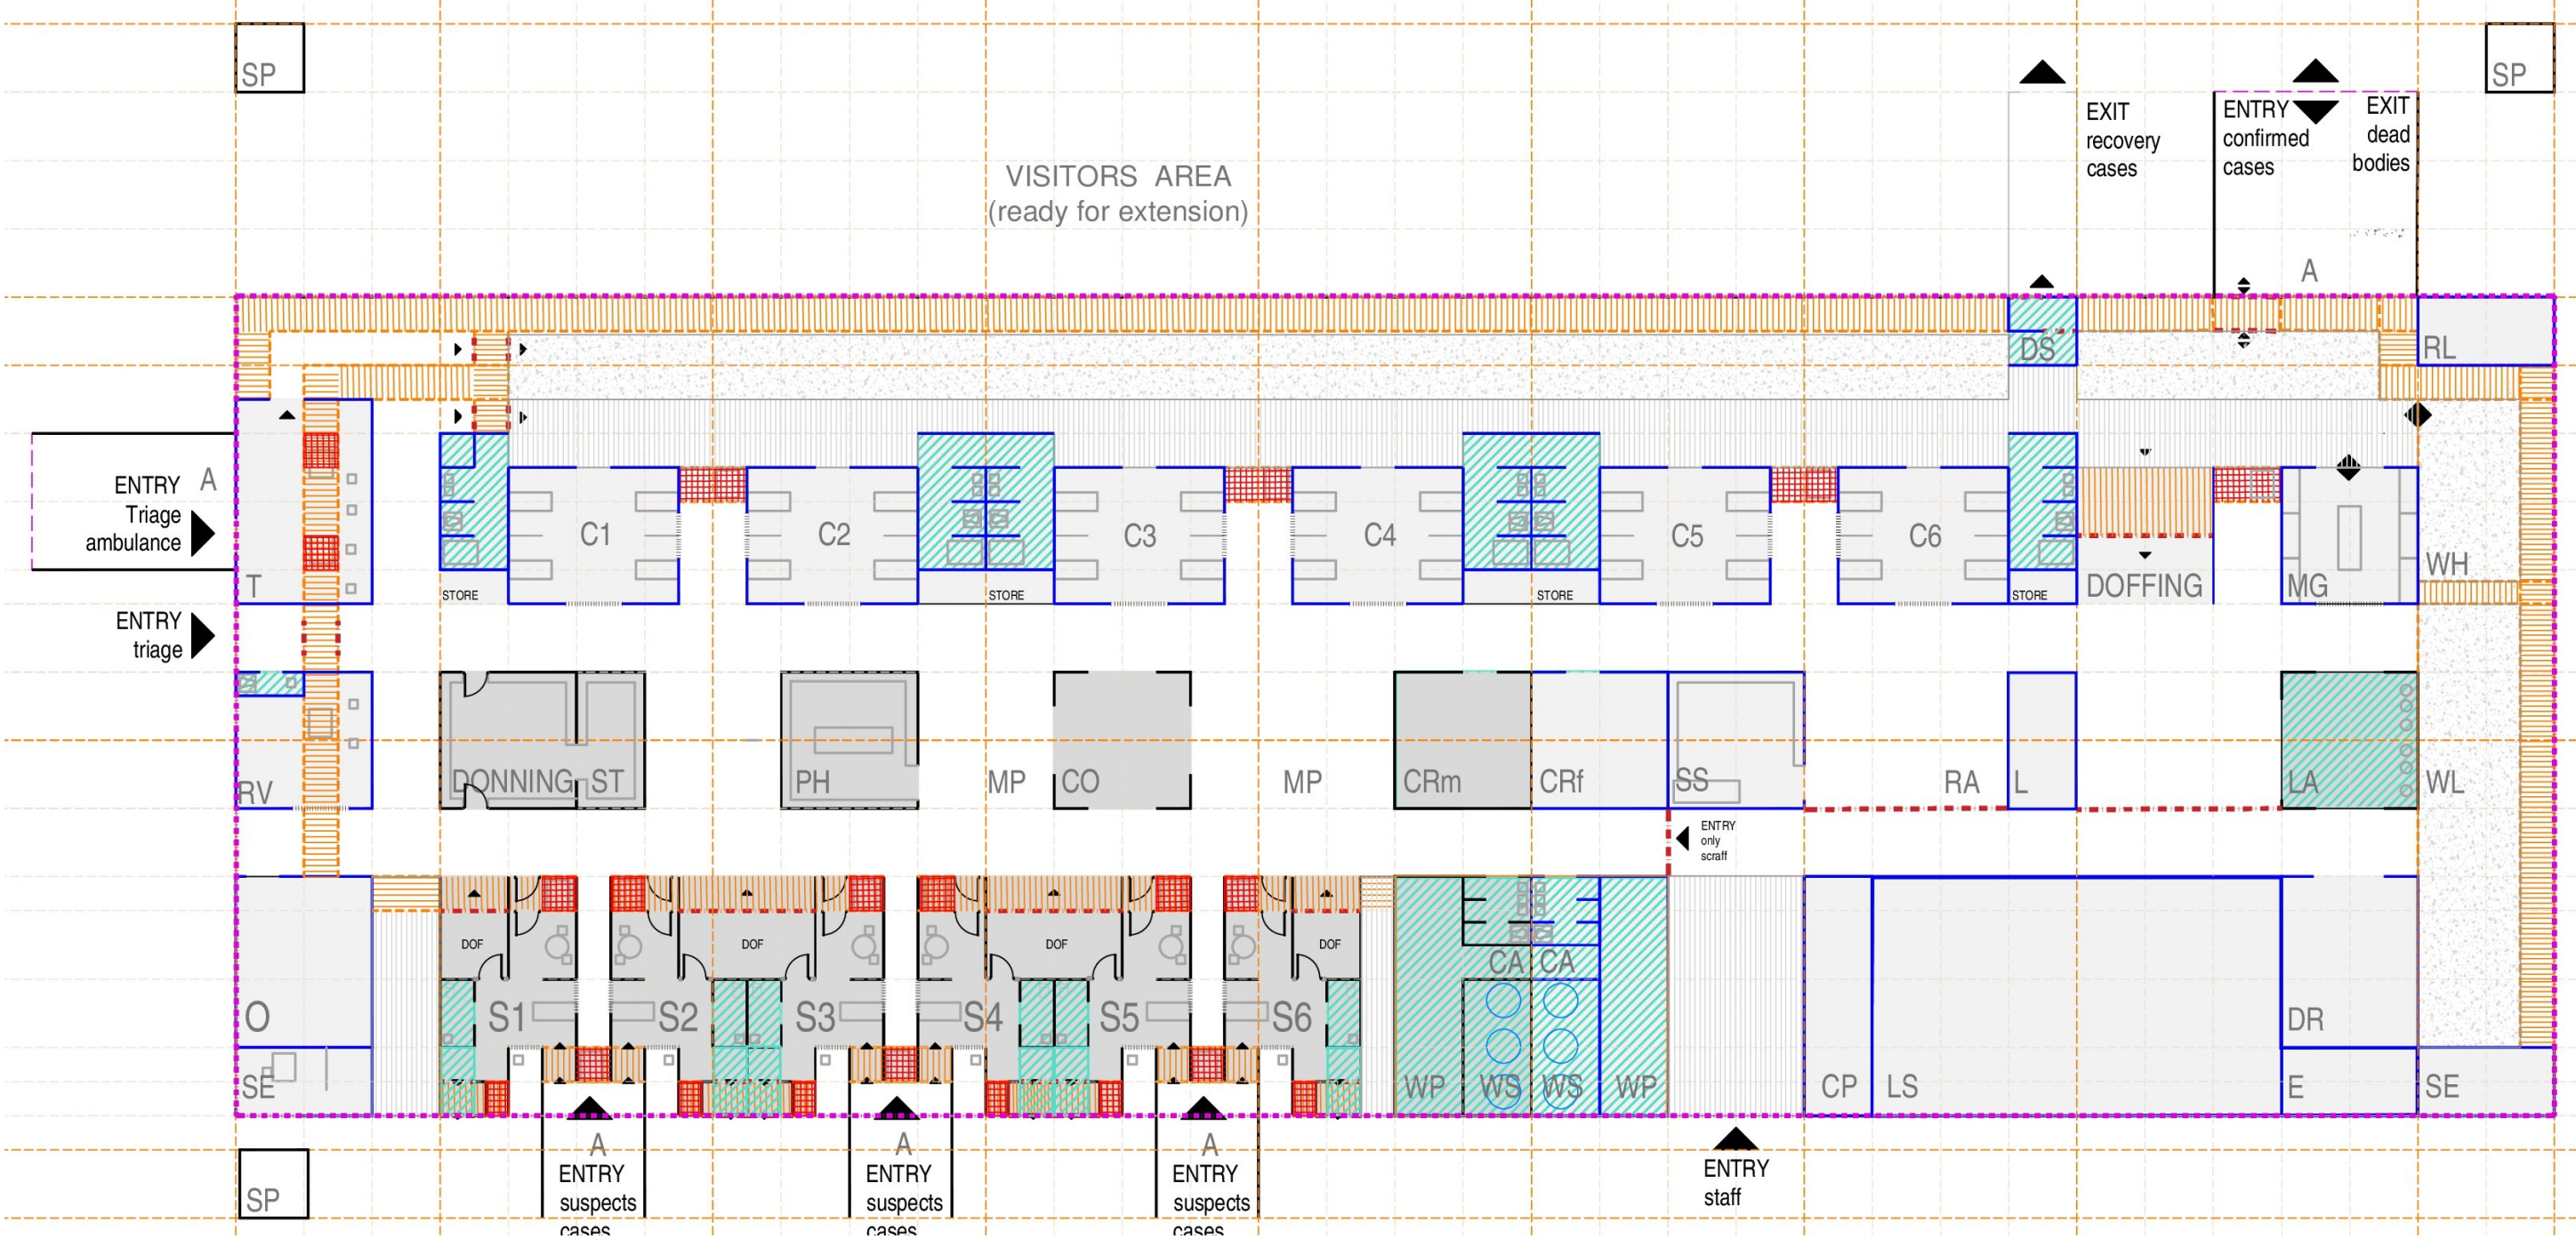 SP
SP
EXIT
recovery
cases
ENTRY
confirmed
cases
EXIT
dead
bodies
VISITORS AREA
(ready for extension)
A
DS
RL
ENTRY
Triage
ambulance
A
T
C1
C2
C3
C4
C5
C6
STORE
STORE
STORE
STORE
DOFFING
MG
WH
ENTRY
triage
RV
DONNING
ST
PH
MP
CO
MP
CRm
CRf
SS
RA
L
LA
WL
ENTRY
only
scraff
DOF
DOF
DOF
DOF
CA
CA
O
S1
S2
S3
S4
S5
S6
DR
SE
WP
WS
WS
WP
CP
LS
E
SE
A
ENTRY
suspects
cases
A
ENTRY
suspects
cases
A
ENTRY
suspects
cases
ENTRY
staff
SP